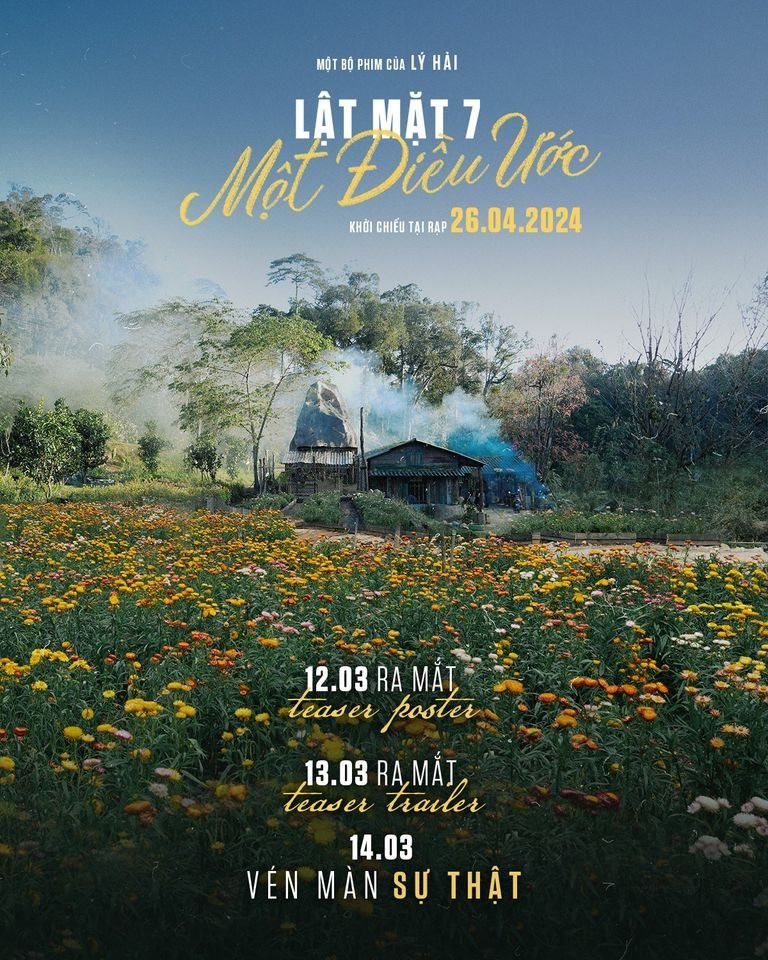 MỘT BỘ PHIM CỦA LÝ HẢI
LẬT MẶT 7
Một Điều Ước
KHỞI CHIẾU TẠI RẠP 26.04.2024
12.03 RA MẮT
teaser poster
13.03 RA MẮT
teaser trailer
14.03
VÉN MÀN SỰ THẬT